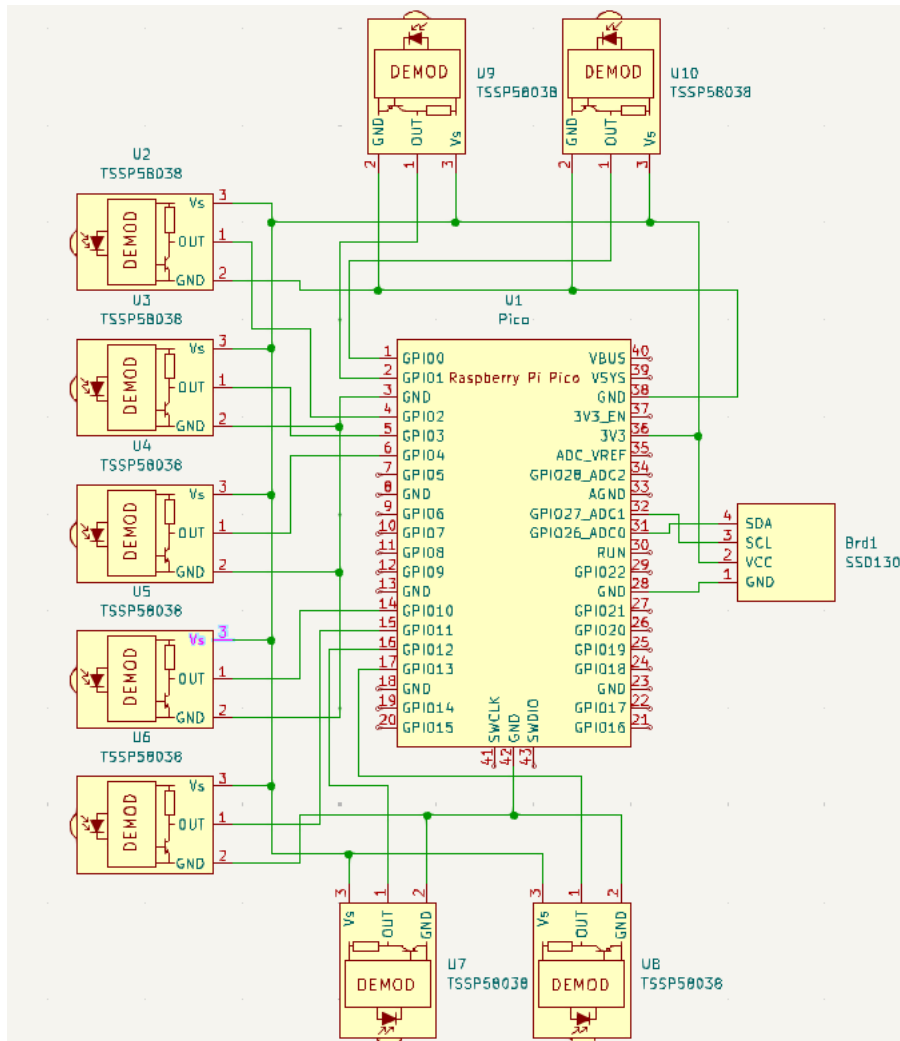 DEMOD
GND
OUT
Vs
2
1
3
U9
TSSP58038
DEMOD
GND
OUT
Vs
2
1
3
U10
TSSP58038
U2
TSSP58038
DEMOD
Vs 3
OUT 1
GND 2
U3
TSSP58038
DEMOD
Vs 3
OUT 1
GND 2
U4
TSSP58038
DEMOD
Vs 3
OUT 1
GND 2
U5
TSSP58038
DEMOD
Vs 3
OUT 1
GND 2
U6
TSSP58038
DEMOD
Vs 3
OUT 1
GND 2
U1
Pico
Raspberry Pi Pico
1 GPIO0
2 GPIO1
3 GND
4 GPIO2
5 GPIO3
6 GPIO4
7 GPIO5
8 GND
9 GPIO6
10 GPIO7
11 GPIO8
12 GPIO9
13 GND
14 GPIO10
15 GPIO11
16 GPIO12
17 GPIO13
18 GND
19 GPIO14
20 GPIO15
VBUS 40
VSYS 39
GND 38
3V3_EN 37
3V3 36
ADC_VREF 35
GPIO28_ADC2 34
AGND 33
GPIO27_ADC1 32
GPIO26_ADC0 31
RUN 30
GPIO22 29
GND 28
GPIO21 27
GPIO20 26
GPIO19 25
GPIO18 24
GND 23
GPIO17 22
GPIO16 21
SWCLK
GND
SWDIO
41
42
43
4 SDA
3 SCL
2 VCC
1 GND
Brd1
SSD130
3
1
2
Vs
OUT
GND
DEMOD
U7
TSSP58038
3
1
2
Vs
OUT
GND
DEMOD
U8
TSSP58038